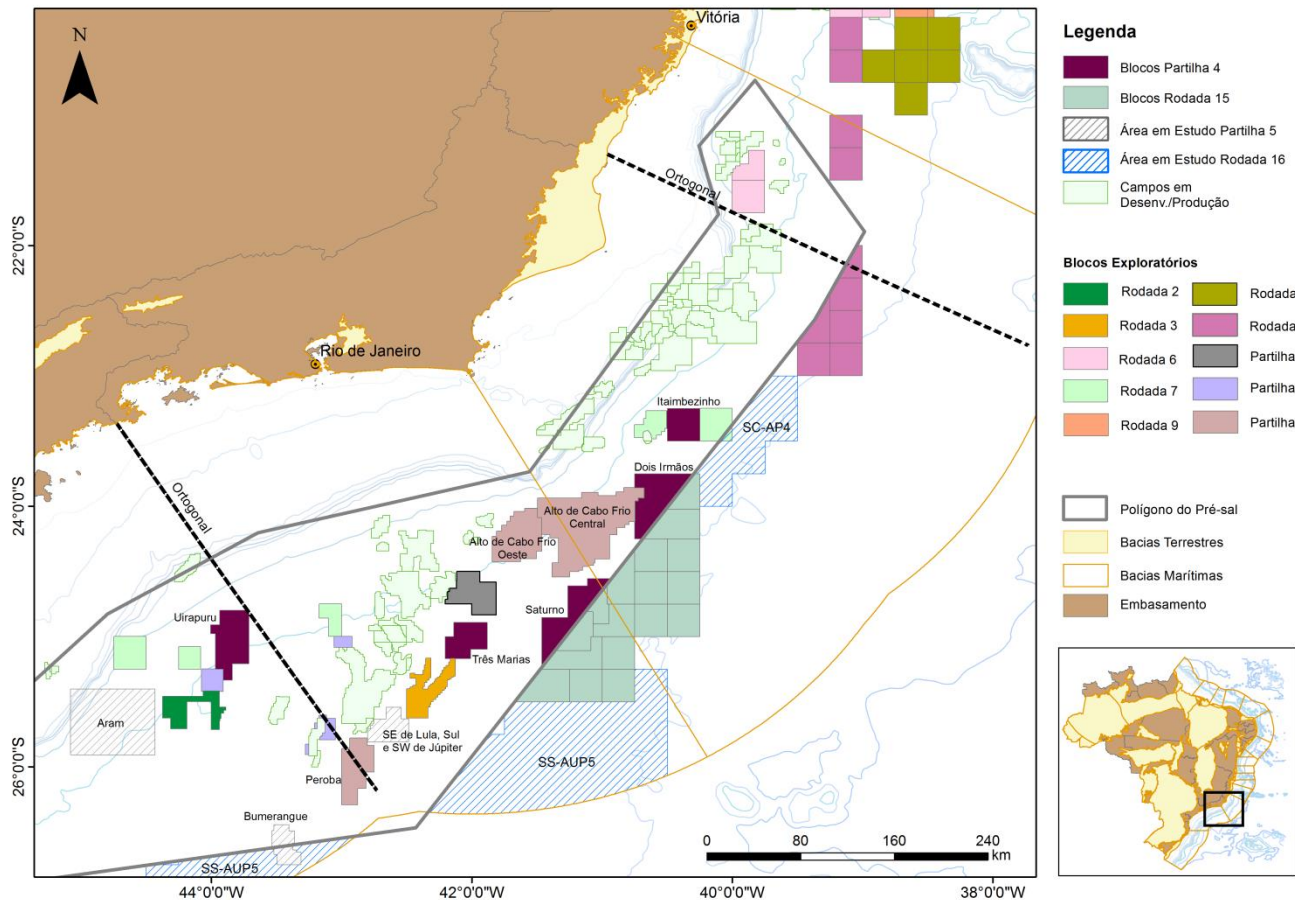 N
Vitória
Ortogonal
22°0'0"S
Rio de Janeiro
Itaimbezinho
SC-AP4
Dois Irmãos
24°0'0"S
Ortogonal
Alto de Cabo Frio
Central
Alto de Cabo Frio
Oeste
Saturno
Uirapuru
Três Marias
Aram
SE de Lula, Sul
e SW de Júpiter
26°0'0"S
Peroba
SS-AUP5
Bumerangue
SS-AUP5
0 80 160 240
km
44°0'0"W
42°0'0"W
40°0'0"W
38°0'0"W
Legenda
Blocos Partilha 4
Blocos Rodada 15
Área em Estudo Partilha 5
Área em Estudo Rodada 16
Campos em
Desenv./Produção
Blocos Exploratórios
Rodada 2 Rodada
Rodada 3 Rodada
Rodada 6 Partilha
Rodada 7 Partilha
Rodada 9 Partilha
Polígono do Pré-sal
Bacias Terrestres
Bacias Marítimas
Embasamento